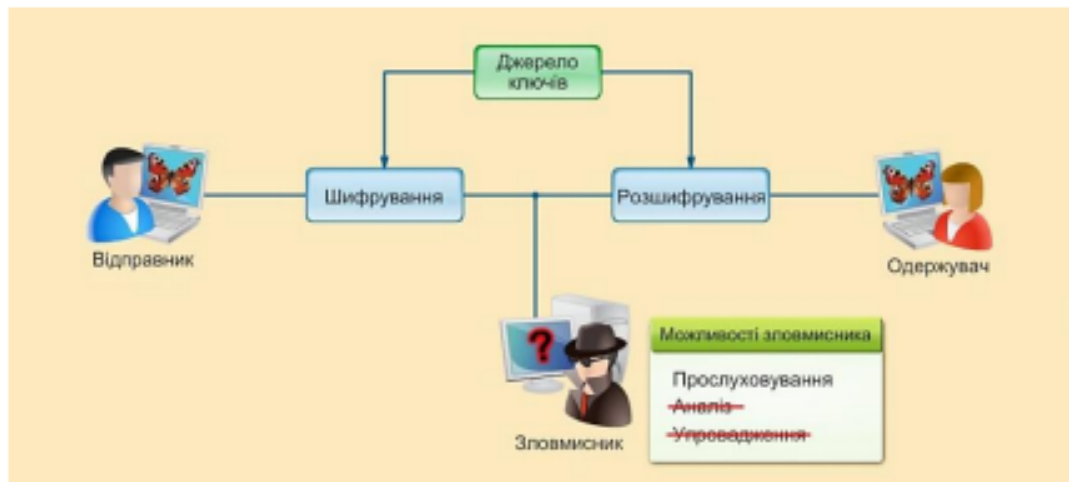 Джерело
ключів
Шифрування
Розшифрування
Відправник
Одержувач
Можливості зловмисника
Прослуховування
Аналіз
Упровадження
Зловмисник